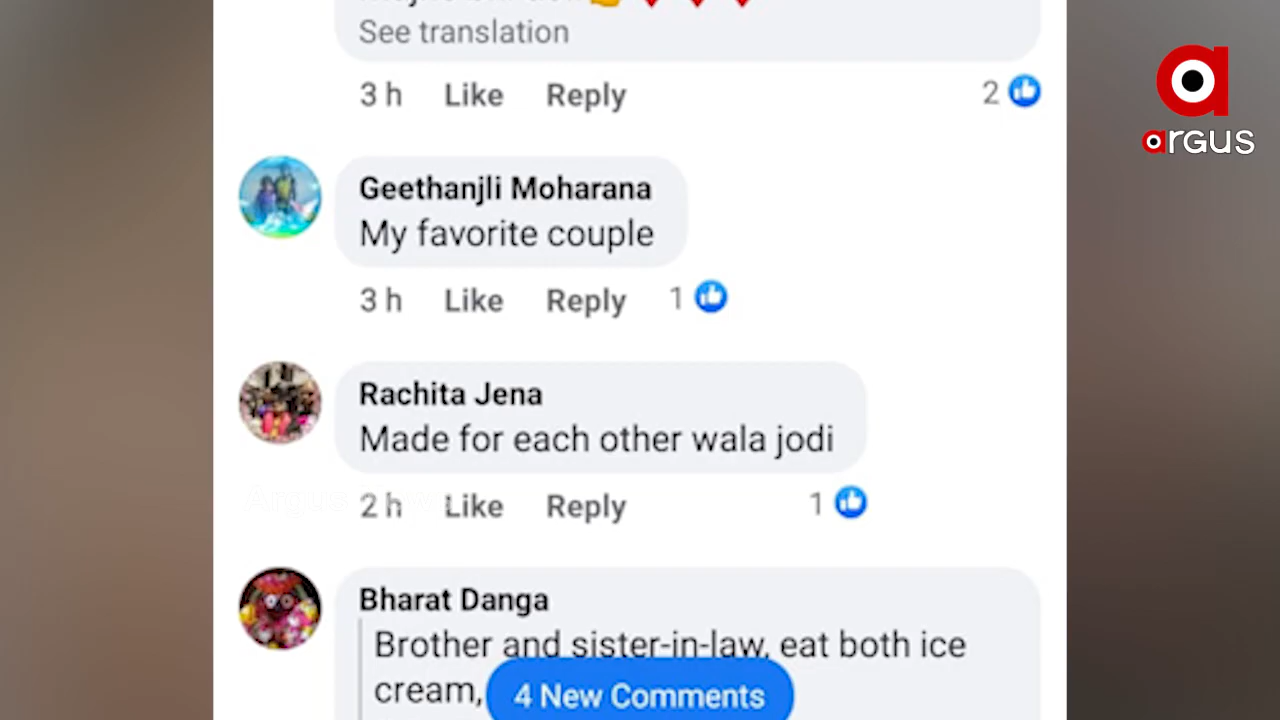 See translation
3 h Like Reply 2
argus
Geethanjli Moharana
My favorite couple
3 h Like Reply 1
Rachita Jena
Made for each other wala jodi
2 h Like Reply 1
Bharat Danga
Brother and sister-in-law, eat both ice
cream,
4 New Comments